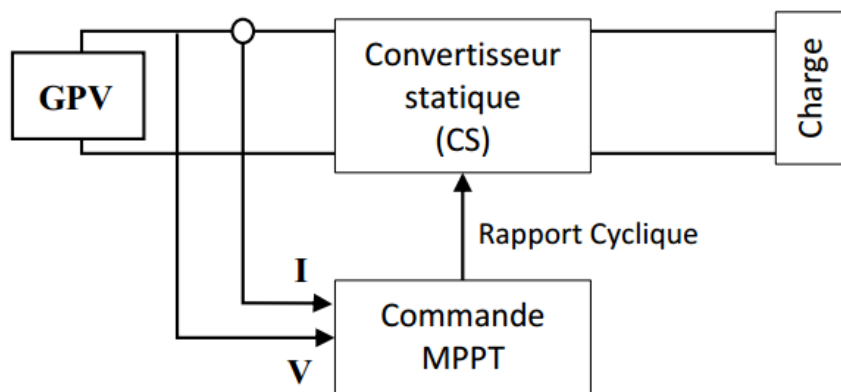 GPV
Convertisseur
statique
(CS)
Charge
Rapport Cyclique
I
V
Commande
MPPT